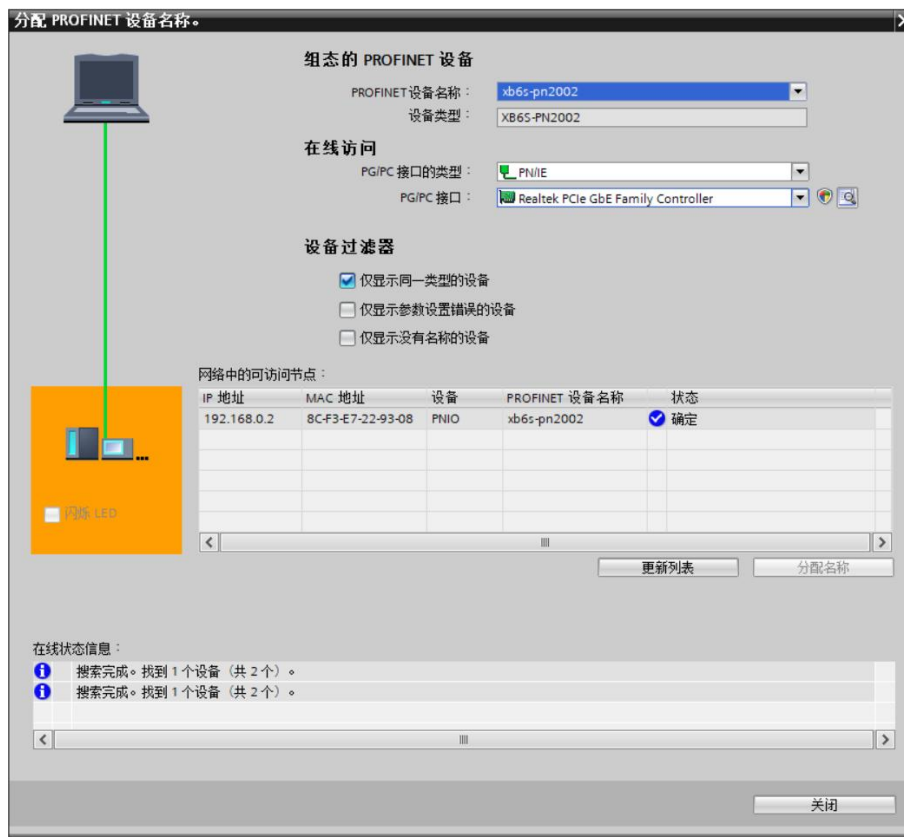 分配 PROFINET 设备名称。
组态的 PROFINET 设备
PROFINET设备名称： xb6s-pn2002
设备类型： XB6S-PN2002
在线访问
PG/PC 接口的类型： PN/IE
PG/PC 接口： Realtek PCIe GbE Family Controller
设备过滤器
仅显示同一类型的设备
仅显示参数设置错误的设备
仅显示没有名称的设备
网络中的可访问节点：
IP 地址 MAC 地址 设备 PROFINET 设备名称 状态
192.168.0.2 8C-F3-E7-22-93-08 PNIO xb6s-pn2002 确定
闪烁 LED
更新列表 分配名称
在线状态信息：
搜索完成。找到 1 个设备（共 2 个）。
搜索完成。找到 1 个设备（共 2 个）。
关闭